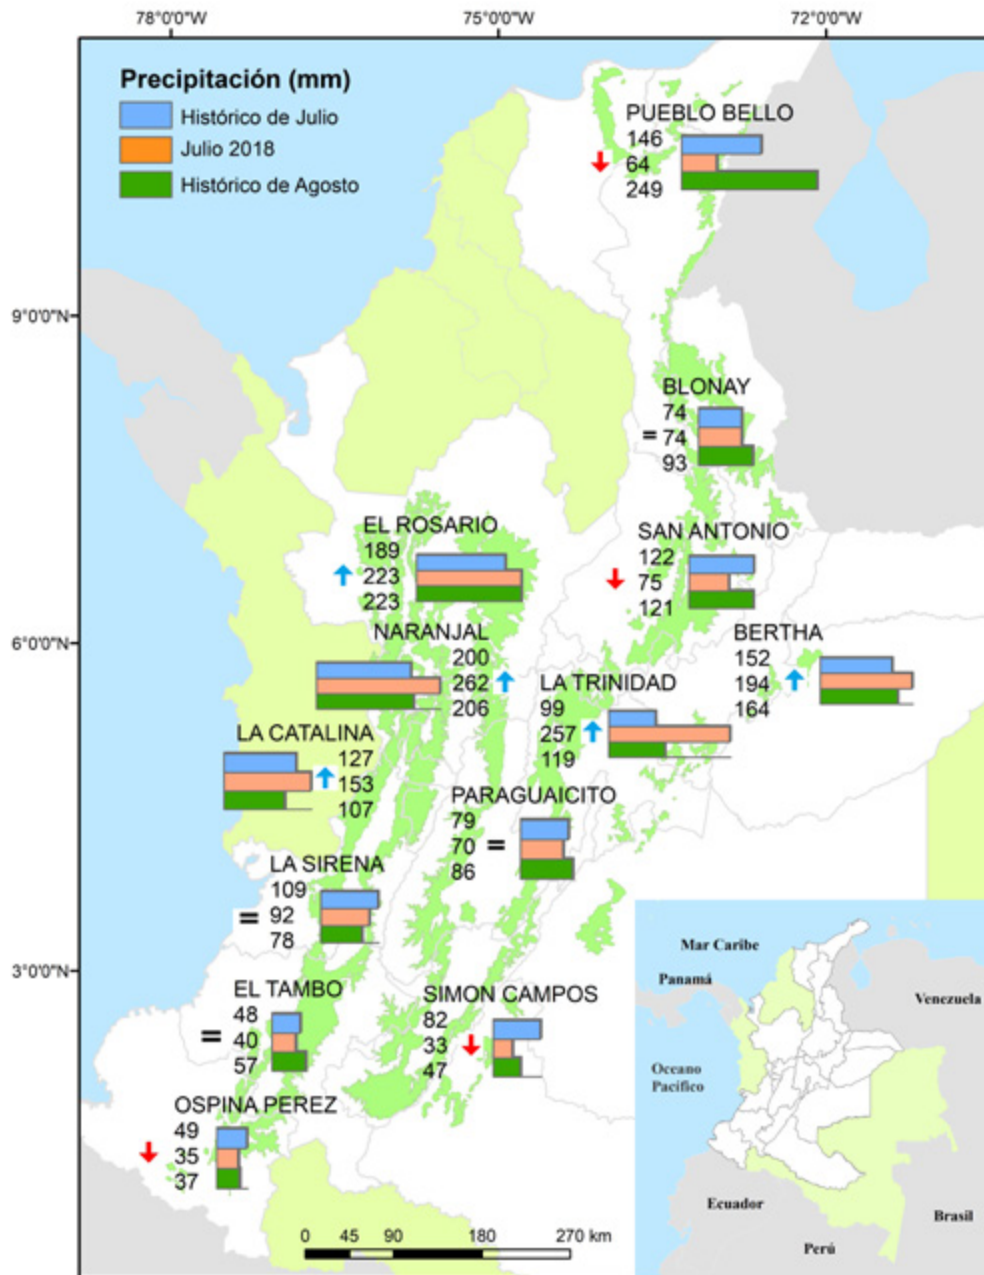 78°0'0"W 75°0'0"W 72°0'0"W
Precipitación (mm)
Histórico de Julio
Julio 2018
Histórico de Agosto
PUEBLO BELLO
146
64
249
9°0'0"N
BLONAY
74
= 74
93
EL ROSARIO
189
223
223
SAN ANTONIO
122
75
121
6°0'0"N
NARANJAL
200
262
206
BERTHA
152
194
164
LA TRINIDAD
99
257
119
LA CATALINA
127
153
107
PARAGUAICITO
79
70 =
86
LA SIRENA
109
= 92
78
3°0'0"N
EL TAMBO
48
= 40
57
SIMON CAMPOS
82
33
47
OSPINA PEREZ
49
35
37
0 45 90 180 270 km
Mar Caribe
Panamá
Venezuela
Oceano
Pacífico
Ecuador
Brasil
Perú